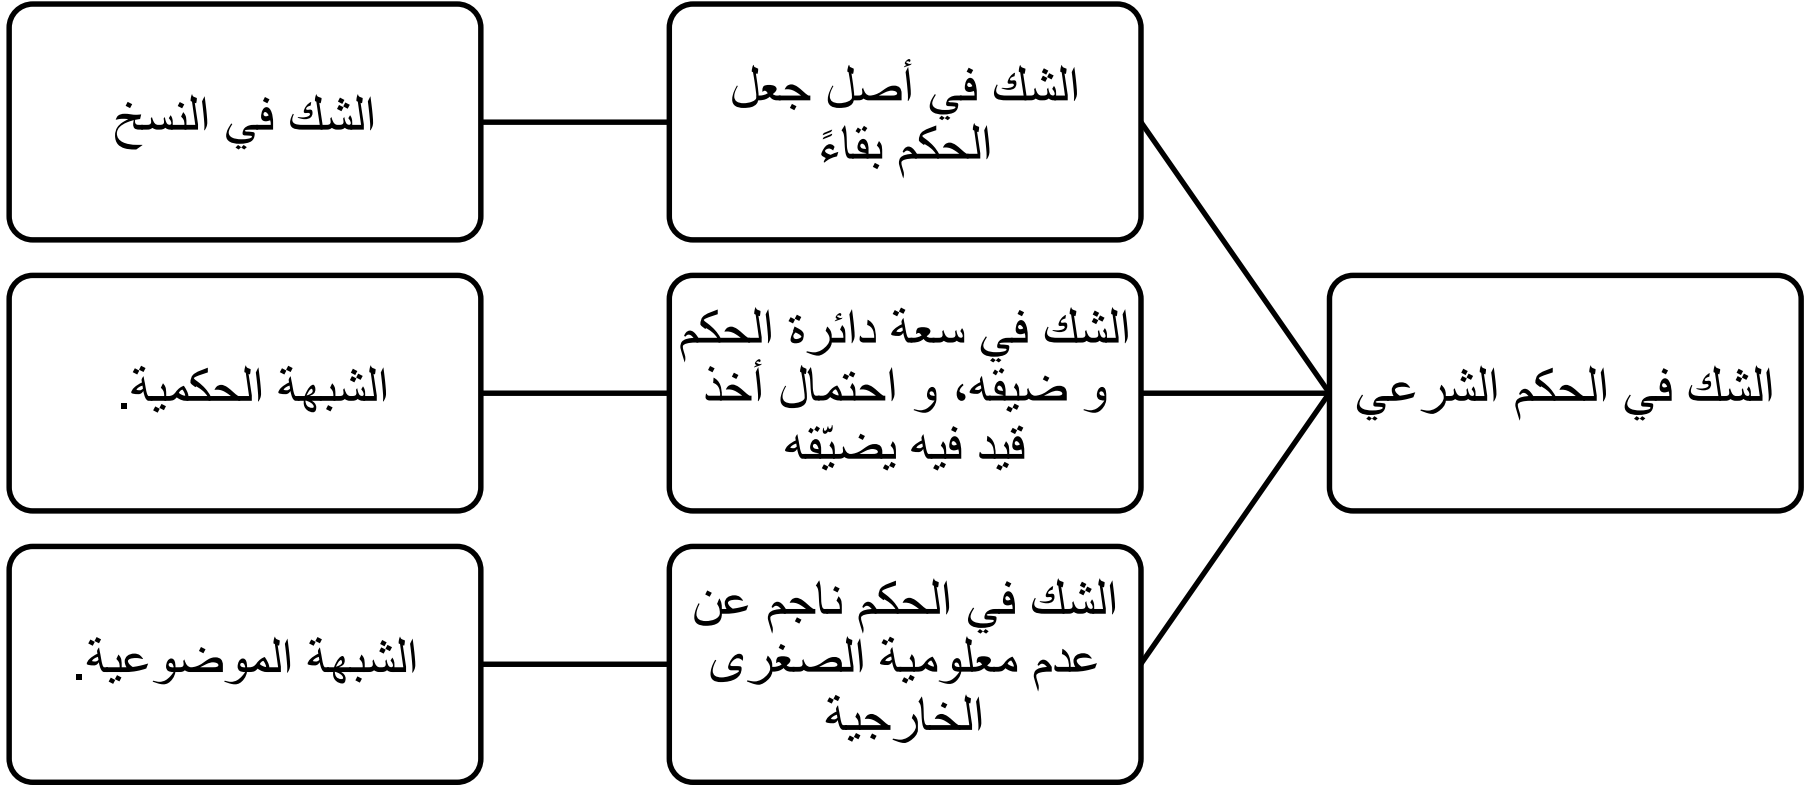 الشك في الحكم الشرعي
الشك في أصل جعل
الحكم بقاءً
الشك في النسخ
الشك في سعة دائرة الحكم
و ضيقه، و احتمال أخذ
قيد فيه يضيّقه
الشبهة الحكمية.
الشك في الحكم ناجم عن
عدم معلومية الصغرى
الخارجية
الشبهة الموضوعية.